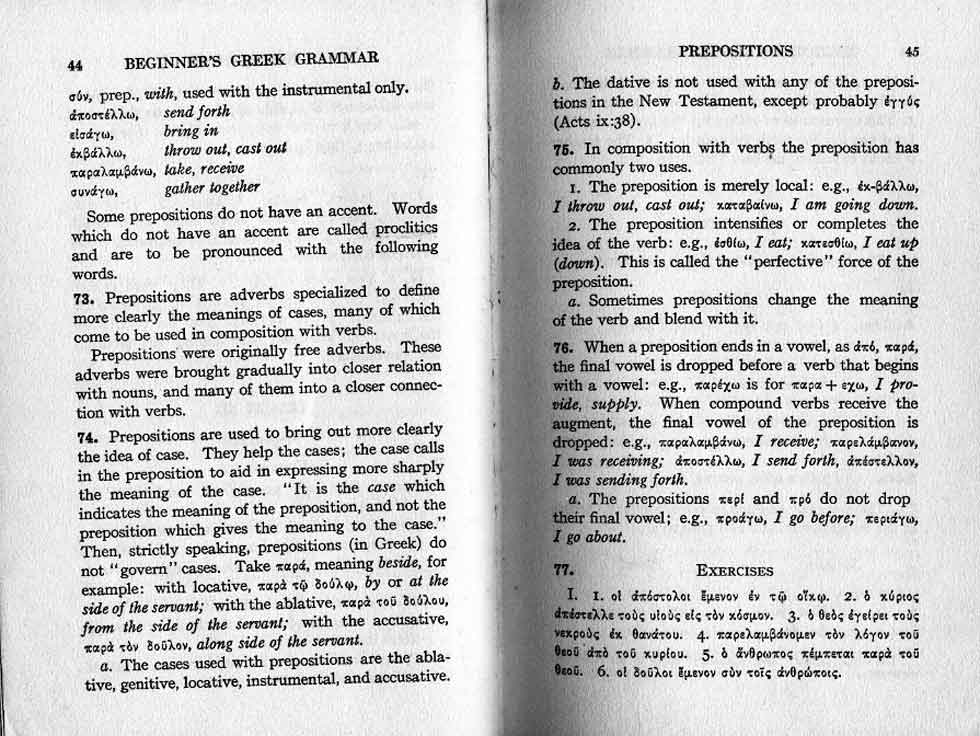 44 BEGINNER'S GREEK GRAMMAR
σύν, prep., with, used with the instrumental only.
ἀποστέλλω, send forth
εἰσάγω, bring in
ἐκβάλλω, throw out, cast out
παραλαμβάνω, take, receive
συνάγω, gather together
Some prepositions do not have an accent. Words
which do not have an accent are called proclitics
and are to be pronounced with the following
words.
73. Prepositions are adverbs specialized to define
more clearly the meanings of cases, many of which
come to be used in composition with verbs.
Prepositions were originally free adverbs. These
adverbs were brought gradually into closer relation
with nouns, and many of them into a closer connec-
tion with verbs.
74. Prepositions are used to bring out more clearly
the idea of case. They help the cases; the case calls
in the preposition to aid in expressing more sharply
the meaning of the case. "It is the case which
indicates the meaning of the preposition, and not the
preposition which gives the meaning to the case."
Then, strictly speaking, prepositions (in Greek) do
not "govern" cases. Take παρά, meaning beside, for
example: with locative, παρὰ τῷ δούλῳ, by or at the
side of the servant; with the ablative, παρὰ τοῦ δούλου,
from the side of the servant; with the accusative,
παρὰ τὸν δοῦλον, along side of the servant.
a. The cases used with prepositions are the abla-
tive, genitive, locative, instrumental, and accusative.
PREPOSITIONS 45
b. The dative is not used with any of the preposi-
tions in the New Testament, except probably ἐγγύς
(Acts ix:38).
75. In composition with verbs the preposition has
commonly two uses.
1. The preposition is merely local: e.g., ἐκ-βάλλω,
I throw out, cast out; καταβαίνω, I am going down.
2. The preposition intensifies or completes the
idea of the verb: e.g., ἐσθίω, I eat; κατεσθίω, I eat up
(down). This is called the "perfective" force of the
preposition.
a. Sometimes prepositions change the meaning
of the verb and blend with it.
76. When a preposition ends in a vowel, as ἀπό, παρά,
the final vowel is dropped before a verb that begins
with a vowel: e.g., παρέχω is for παρα + εχω, I pro-
vide, supply. When compound verbs receive the
augment, the final vowel of the preposition is
dropped: e.g., παραλαμβάνω, I receive; παρελάμβανον,
I was receiving; ἀποστέλλω, I send forth, ἀπέστελλον,
I was sending forth.
a. The prepositions περί and πρό do not drop
their final vowel; e.g., προάγω, I go before; περιάγω,
I go about.
77. EXERCISES
I. 1. οἱ ἀπόστολοι ἔμενον ἐν τῷ οἴκῳ. 2. ὁ κύριος
ἀπέστελλε τοὺς υἱοὺς εἰς τὸν κόσμον. 3. ὁ θεὸς ἐγείρει τοὺς
νεκροὺς ἐκ θανάτου. 4. παρελαμβάνομεν τὸν λόγον τοῦ
θεοῦ ἀπὸ τοῦ κυρίου. 5. ὁ ἄνθρωπος πέμπεται παρὰ τοῦ
θεοῦ. 6. οἱ δοῦλοι ἔμενον σὺν τοῖς ἀνθρώποις.